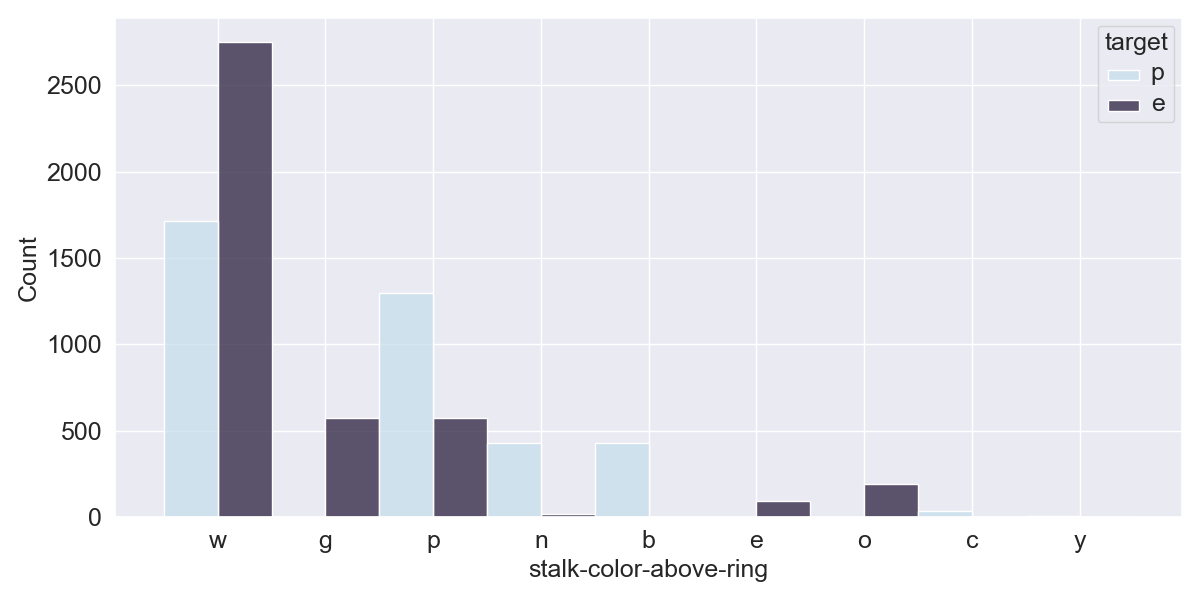 target
p
e
2500
2000
1500
1000
500
0
Count
w g p n b e o c y
stalk-color-above-ring